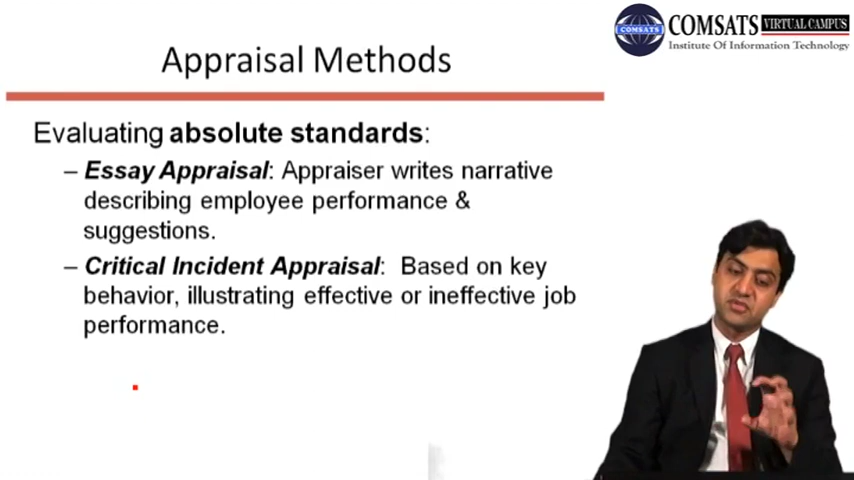 COMSATS VIRTUAL CAMPUS
Institute Of Information Technology
COMSATS
Appraisal Methods
Evaluating absolute standards:
– Essay Appraisal: Appraiser writes narrative
describing employee performance &
suggestions.
– Critical Incident Appraisal: Based on key
behavior, illustrating effective or ineffective job
performance.